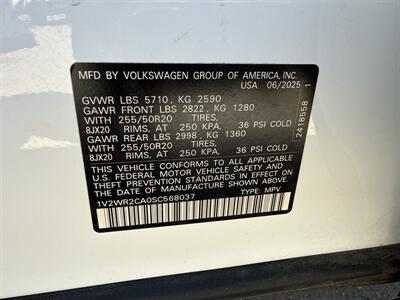 MFD BY VOLKSWAGEN GROUP OF AMERICA, INC.
USA 06/2025
GVWR LBS 5710, KG 2590
GAWR FRONT LBS 2822, KG 1280
WITH 255/50R20 TIRES,
8JX20 RIMS, AT 250 KPA, 36 PSI COLD
GAWR REAR LBS 2998, KG 1360
WITH 255/50R20 TIRES,
8JX20 RIMS, AT 250 KPA, 36 PSI COLD
THIS VEHICLE CONFORMS TO ALL APPLICABLE
U.S. FEDERAL MOTOR VEHICLE SAFETY AND
THEFT PREVENTION STANDARDS IN EFFECT ON THE
DATE OF MANUFACTURE SHOWN ABOVE.
1V2WR2CA0SC568037 TYPE: MPV
2418558 1